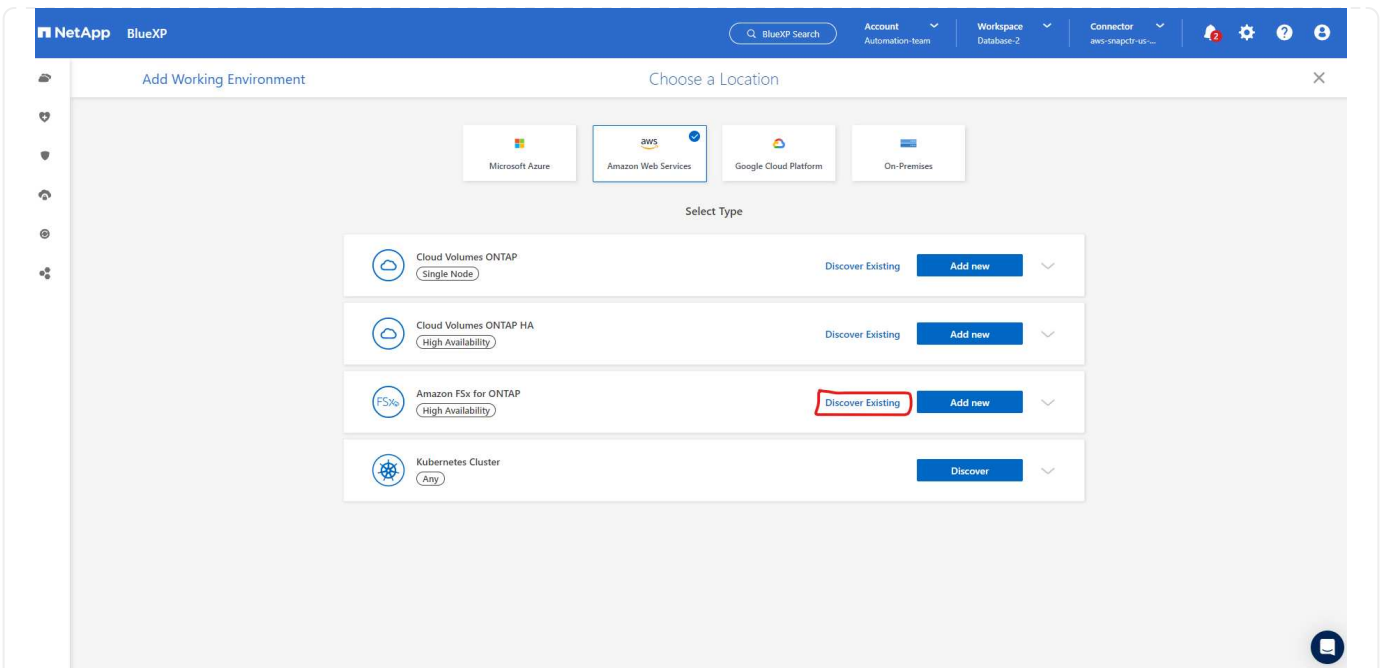 NetApp BlueXP
BlueXP Search
Account
Automation-team
Workspace
Database-2
Connector
aws-snapctr-us-...
2
Add Working Environment
Choose a Location
Microsoft Azure
aws
Amazon Web Services
Google Cloud Platform
On-Premises
Select Type
Cloud Volumes ONTAP
Single Node
Discover Existing
Add new
Cloud Volumes ONTAP HA
High Availability
Discover Existing
Add new
FSx
Amazon FSx for ONTAP
High Availability
Discover Existing
Add new
Kubernetes Cluster
Any
Discover